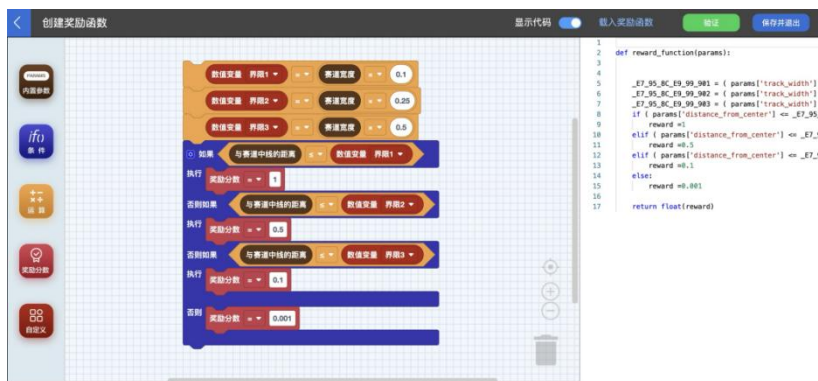 创建奖励函数 显示代码 载入奖励函数 验证 保存并退出
PARAMS
内置参数
if()
条 件
运 算
奖励分数
自定义
数值变量 界限1 = 赛道宽度 × 0.1
数值变量 界限2 = 赛道宽度 × 0.25
数值变量 界限3 = 赛道宽度 × 0.5
如果 与赛道中线的距离 ≤ 数值变量 界限1
执行 奖励分数 = 1
否则如果 与赛道中线的距离 ≤ 数值变量 界限2
执行 奖励分数 = 0.5
否则如果 与赛道中线的距离 ≤ 数值变量 界限3
执行 奖励分数 = 0.1
否则 奖励分数 = 0.001
1
2 def reward_function(params):
3
4
5 _E7_95_8C_E9_99_901 = ( params['track_width']
6 _E7_95_8C_E9_99_902 = ( params['track_width']
7 _E7_95_8C_E9_99_903 = ( params['track_width']
8 if ( params['distance_from_center'] <= _E7_95_
9 reward =1
10 elif ( params['distance_from_center'] <= _E7_9
11 reward =0.5
12 elif ( params['distance_from_center'] <= _E7_9
13 reward =0.1
14 else:
15 reward =0.001
16
17 return float(reward)